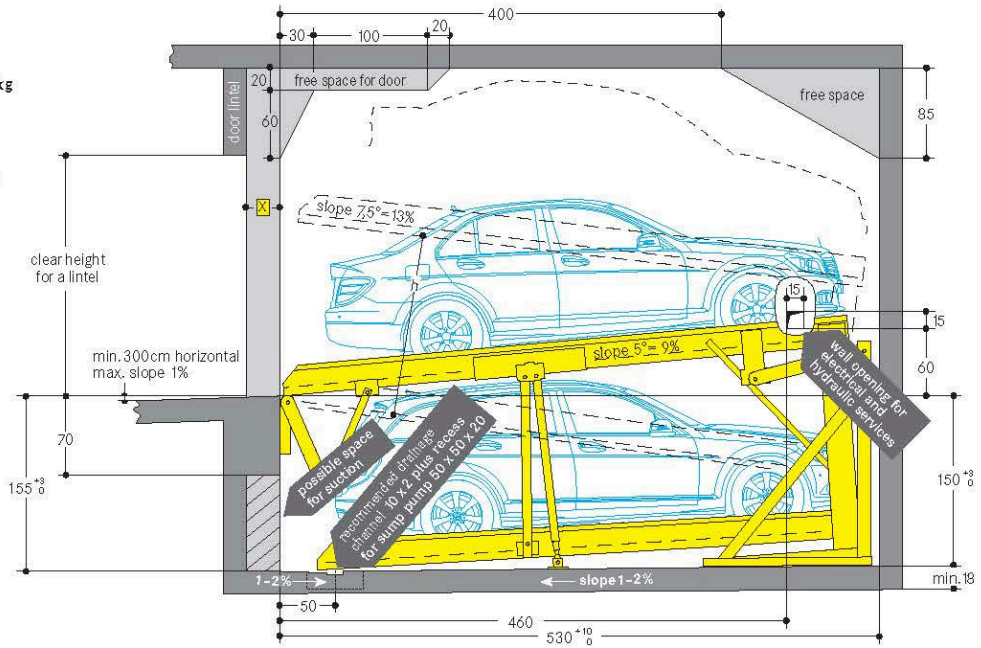 400
20
30
100
free space for door
20
60
door lintel
free space
85
kg
X
slope 7,5°=13%
clear height
for a lintel
h
15
15
slope 5°= 9%
60
wall opening for
electrical and
hydraulic services
min. 300cm horizontal
max. slope 1%
70
155 +3 0
150 +3 0
possible space
for suction
recommended drainage
channel 10 x 2 plus recess
for sump pump 50 x 50 x 20
1–2%
slope 1–2%
min.18
50
460
530 +10 0